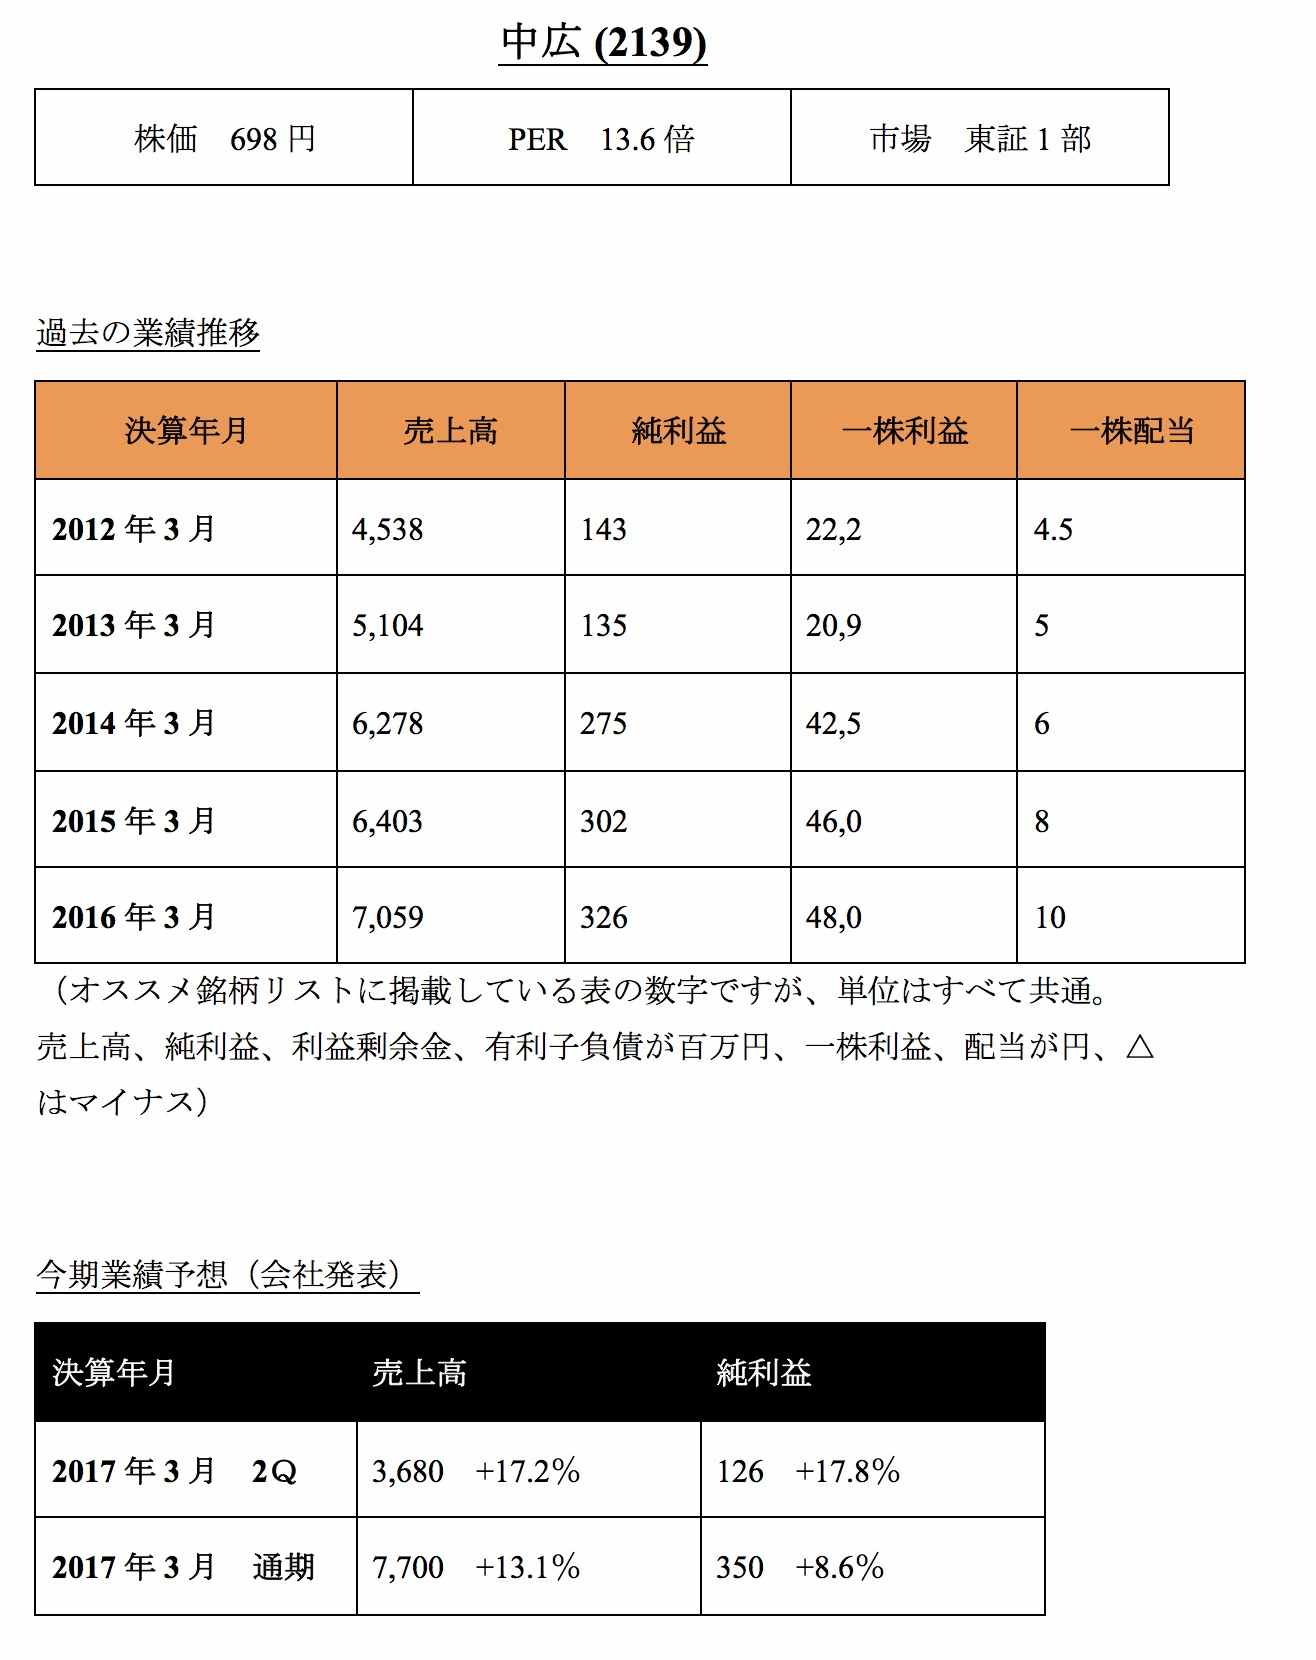 中広 (2139)
株価　698 円　PER　13.6 倍　市場　東証 1 部
過去の業績推移
決算年月　売上高　純利益　一株利益　一株配当
2012 年 3 月　4,538　143　22,2　4.5
2013 年 3 月　5,104　135　20,9　5
2014 年 3 月　6,278　275　42,5　6
2015 年 3 月　6,403　302　46,0　8
2016 年 3 月　7,059　326　48,0　10
（オススメ銘柄リストに掲載している表の数字ですが、単位はすべて共通。
売上高、純利益、利益剰余金、有利子負債が百万円、一株利益、配当が円、△
はマイナス）
今期業績予想（会社発表）
決算年月　売上高　純利益
2017 年 3 月　2Ｑ　3,680　+17.2％　126　+17.8％
2017 年 3 月　通期　7,700　+13.1％　350　+8.6％